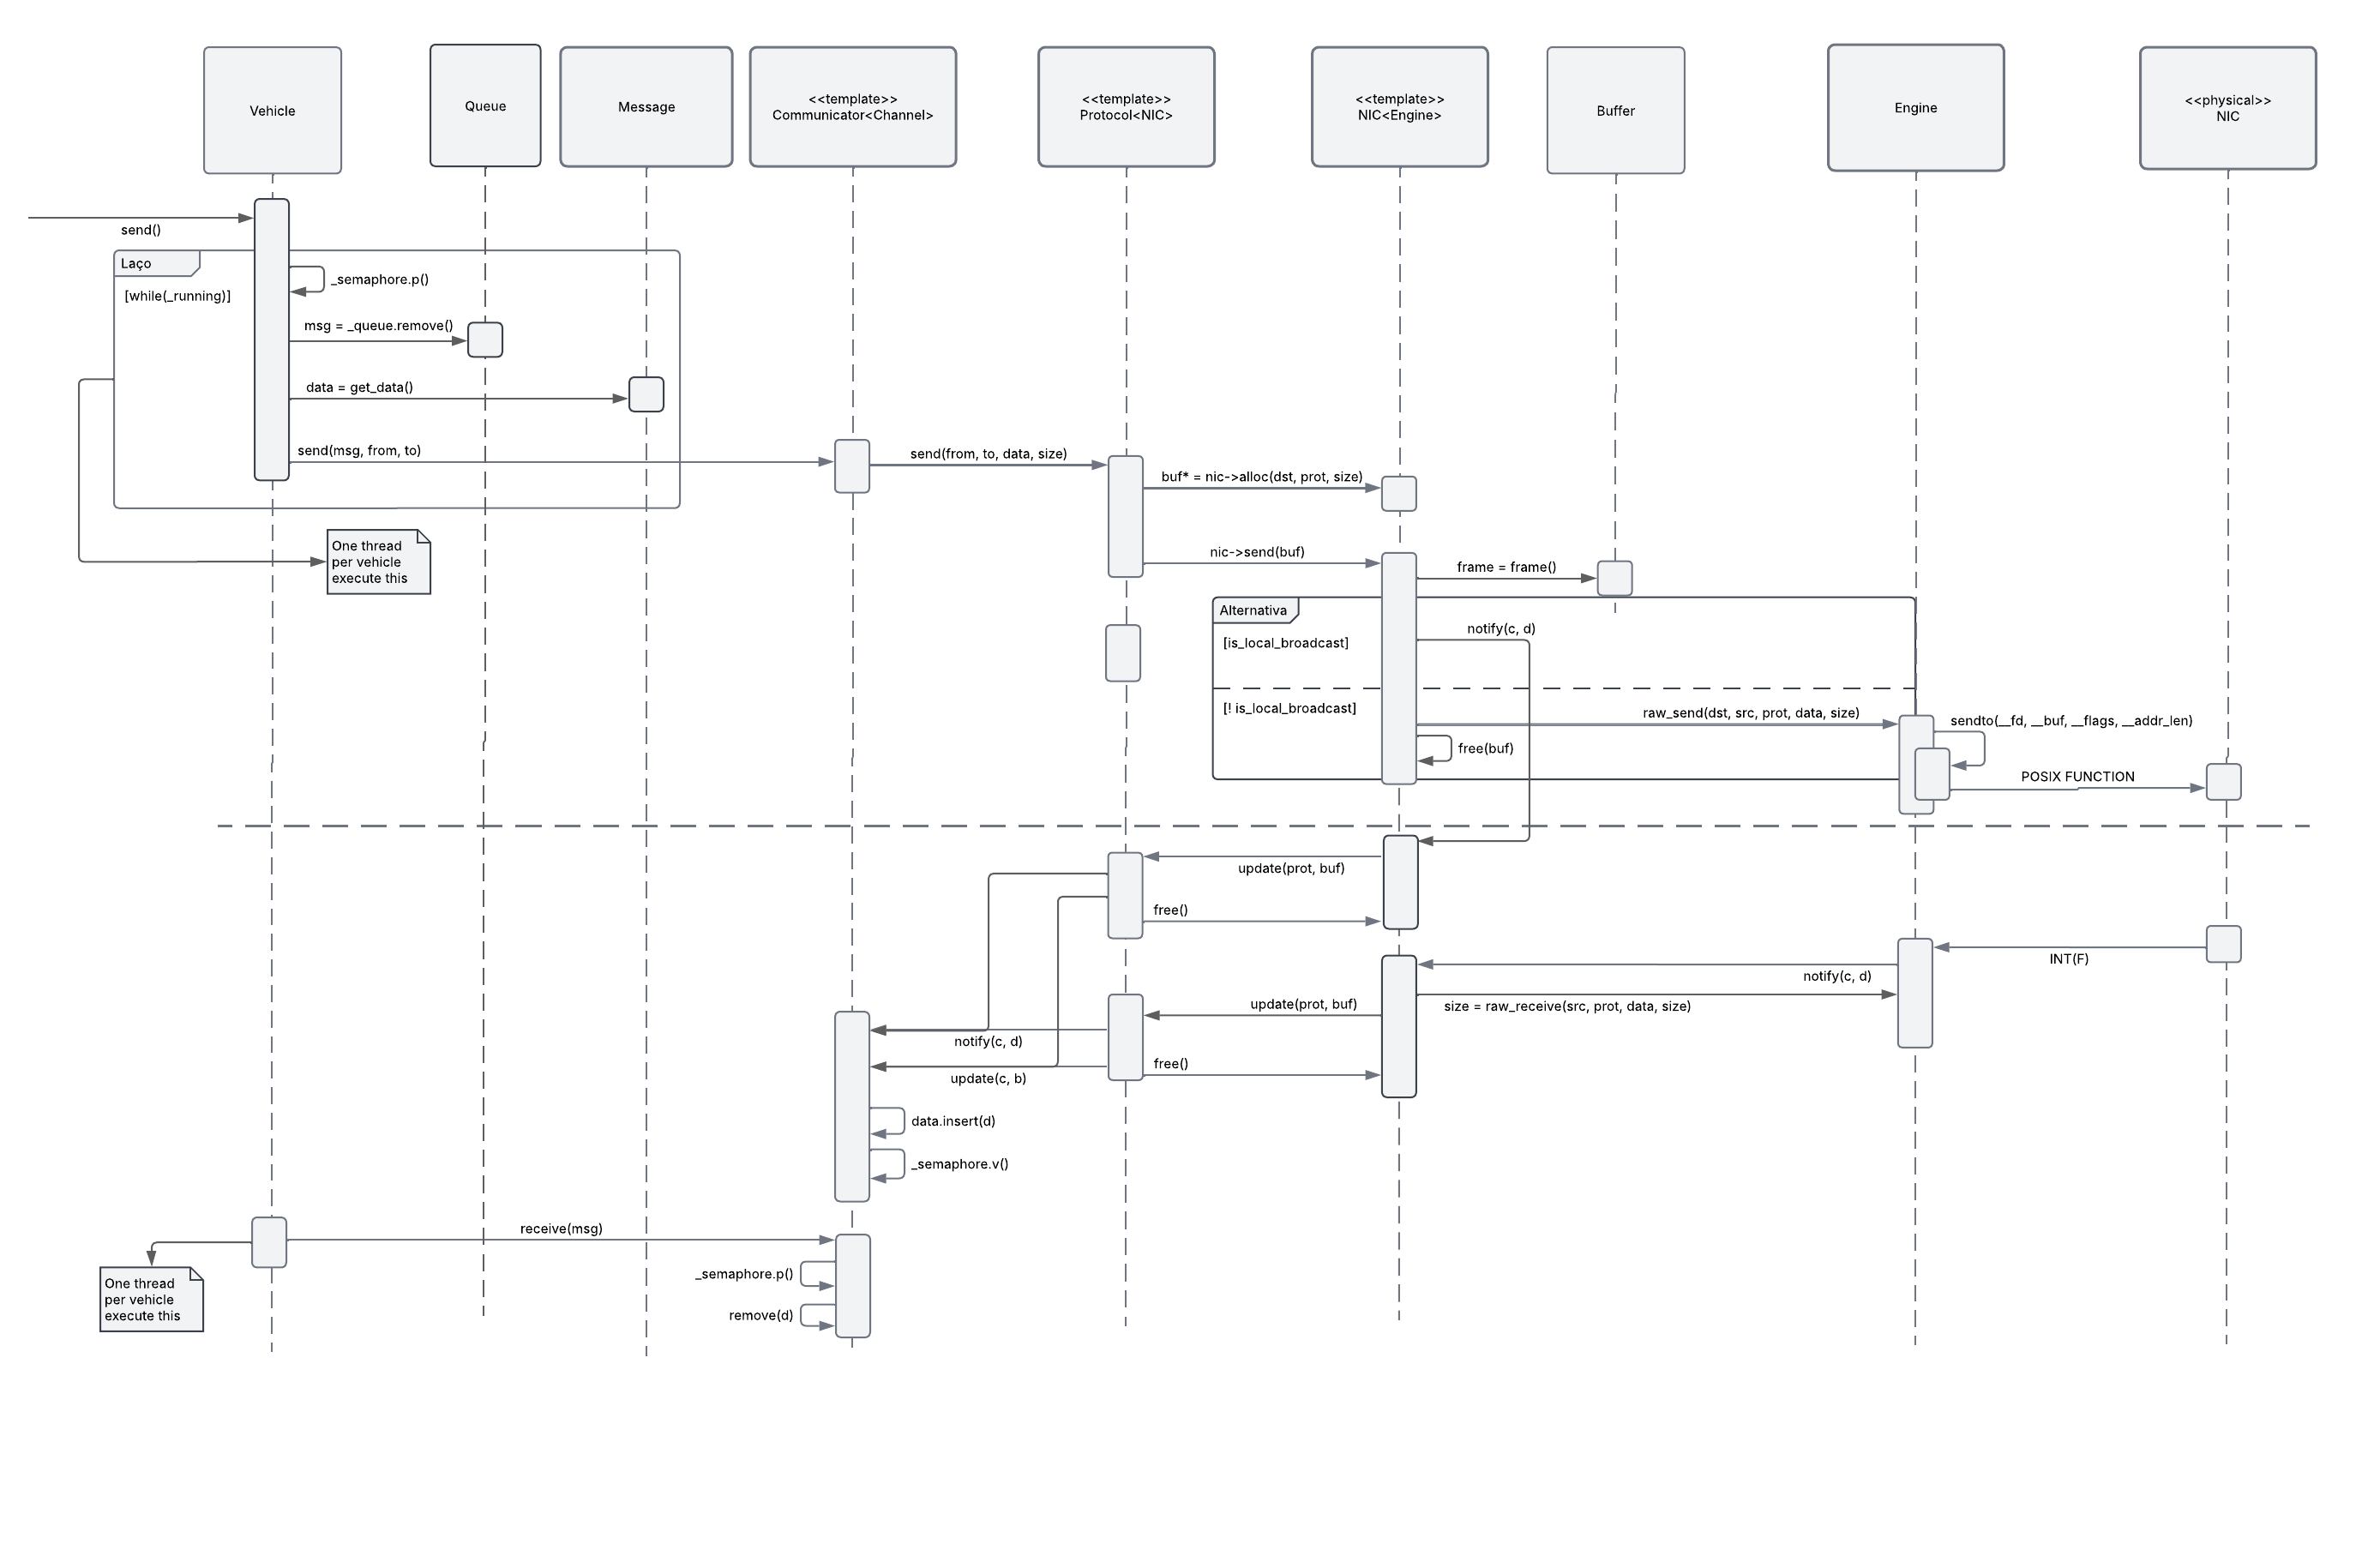 Vehicle
Queue
Message
<<template>>
Communicator<Channel>
<<template>>
Protocol<NIC>
<<template>>
NIC<Engine>
Buffer
Engine
<<physical>>
NIC
send()
Laço
[while(_running)]
_semaphore.p()
msg = _queue.remove()
data = get_data()
send(msg, from, to)
send(from, to, data, size)
buf* = nic->alloc(dst, prot, size)
One thread
per vehicle
execute this
nic->send(buf)
frame = frame()
Alternativa
[is_local_broadcast]
notify(c, d)
[! is_local_broadcast]
raw_send(dst, src, prot, data, size)
sendto(__fd, __buf, __flags, __addr_len)
free(buf)
POSIX FUNCTION
update(prot, buf)
free()
INT(F)
notify(c, d)
update(prot, buf)
size = raw_receive(src, prot, data, size)
notify(c, d)
free()
update(c, b)
data.insert(d)
_semaphore.v()
receive(msg)
One thread
per vehicle
execute this
_semaphore.p()
remove(d)